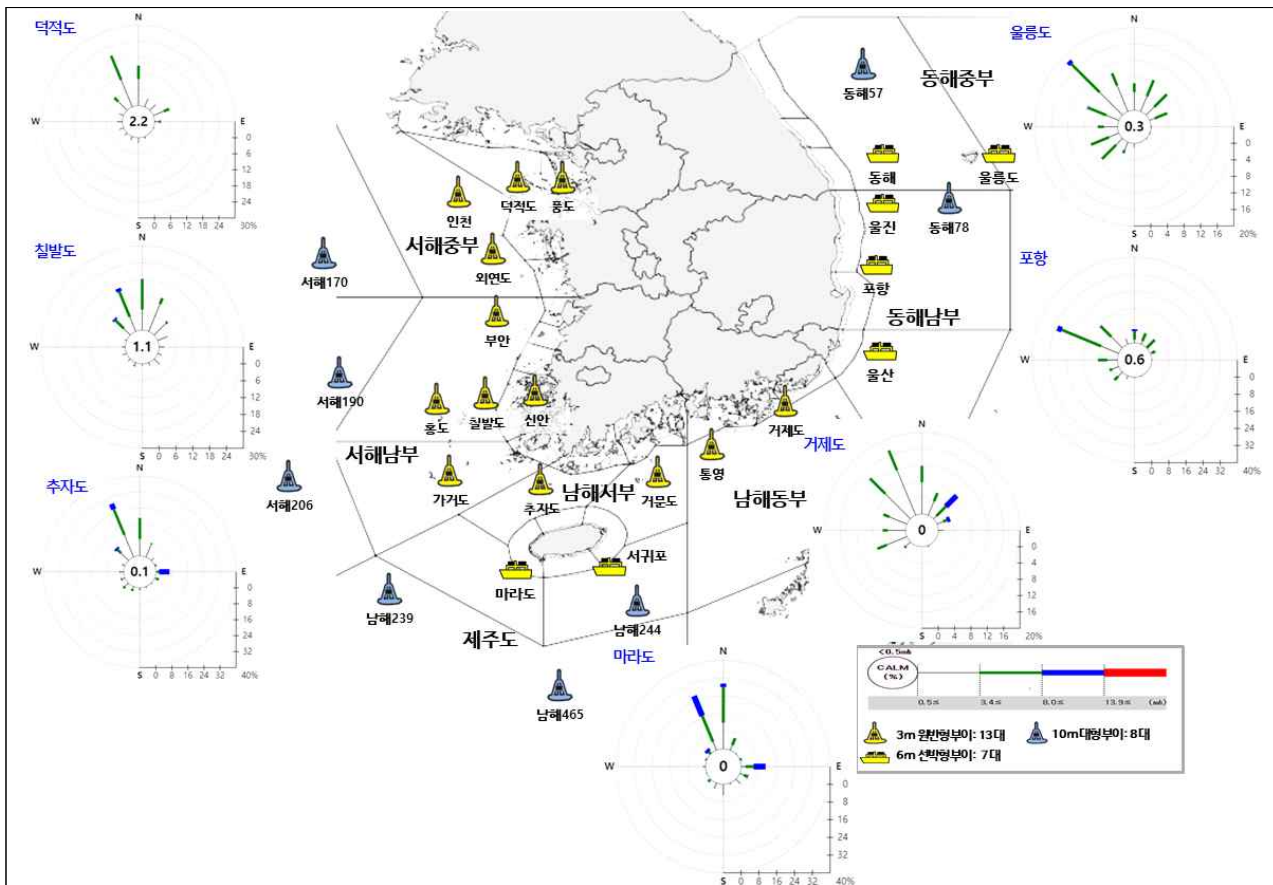 덕적도
N
W
E
2.2
0
6
12
18
24
S 0 6 12 18 24 30%
칠발도
N
W
E
1.1
0
6
12
18
24
S 0 6 12 18 24 30%
추자도
N
W
E
0.1
0
8
16
24
32
S 0 8 16 24 32 40%
울릉도
N
W
E
0.3
0
4
8
12
16
S 0 4 8 12 16 20%
포항
N
W
E
0.6
0
8
16
24
32
S 0 8 16 24 32 40%
거제도
N
W
E
0
0
4
8
12
16
S 0 4 8 12 16 20%
마라도
N
W
E
0
0
8
16
24
32
S 0 8 16 24 32 40%
동해중부
동해57
동해
울릉도
울진
동해78
포항
동해남부
울산
인천
덕적도
풍도
서해중부
서해170
외연도
부안
서해190
홍도
칠발도
신안
거제도
서해남부
통영
서해206
가거도
추자도
남해서부
거문도
남해동부
마라도
서귀포
남해239
남해244
제주도
남해465
<0.5㎧
CALM
(%)
0.5≤ 3.4≤ 8.0≤ 13.9≤ (㎧)
3m 원반형부이: 13대
10m 대형부이: 8대
6m 선박형부이: 7대